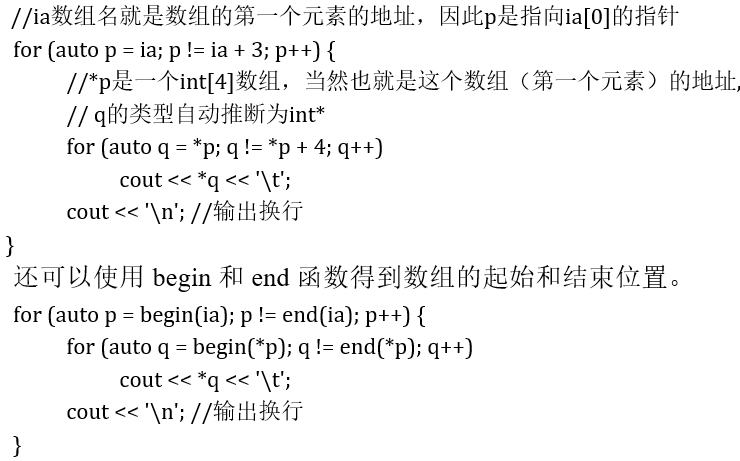 //ia数组名就是数组的第一个元素的地址，因此p是指向ia[0]的指针
for (auto p = ia; p != ia + 3; p++) {
//*p是一个int[4]数组，当然也就是这个数组（第一个元素）的地址,
// q的类型自动推断为int*
for (auto q = *p; q != *p + 4; q++)
cout << *q << '\t';
cout << '\n'; //输出换行
}
还可以使用 begin 和 end 函数得到数组的起始和结束位置。
for (auto p = begin(ia); p != end(ia); p++) {
for (auto q = begin(*p); q != end(*p); q++)
cout << *q << '\t';
cout << '\n'; //输出换行
}